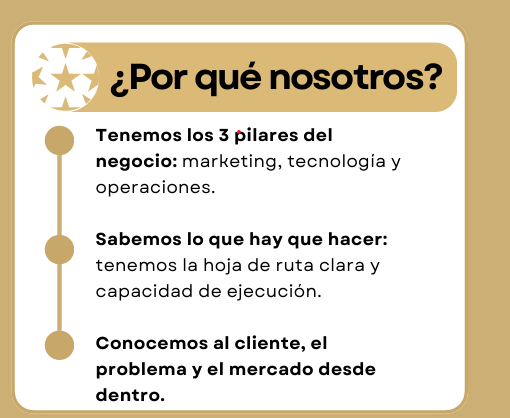 ¿Por qué nosotros?
Tenemos los 3 pilares del
negocio: marketing, tecnología y
operaciones.
Sabemos lo que hay que hacer:
tenemos la hoja de ruta clara y
capacidad de ejecución.
Conocemos al cliente, el
problema y el mercado desde
dentro.